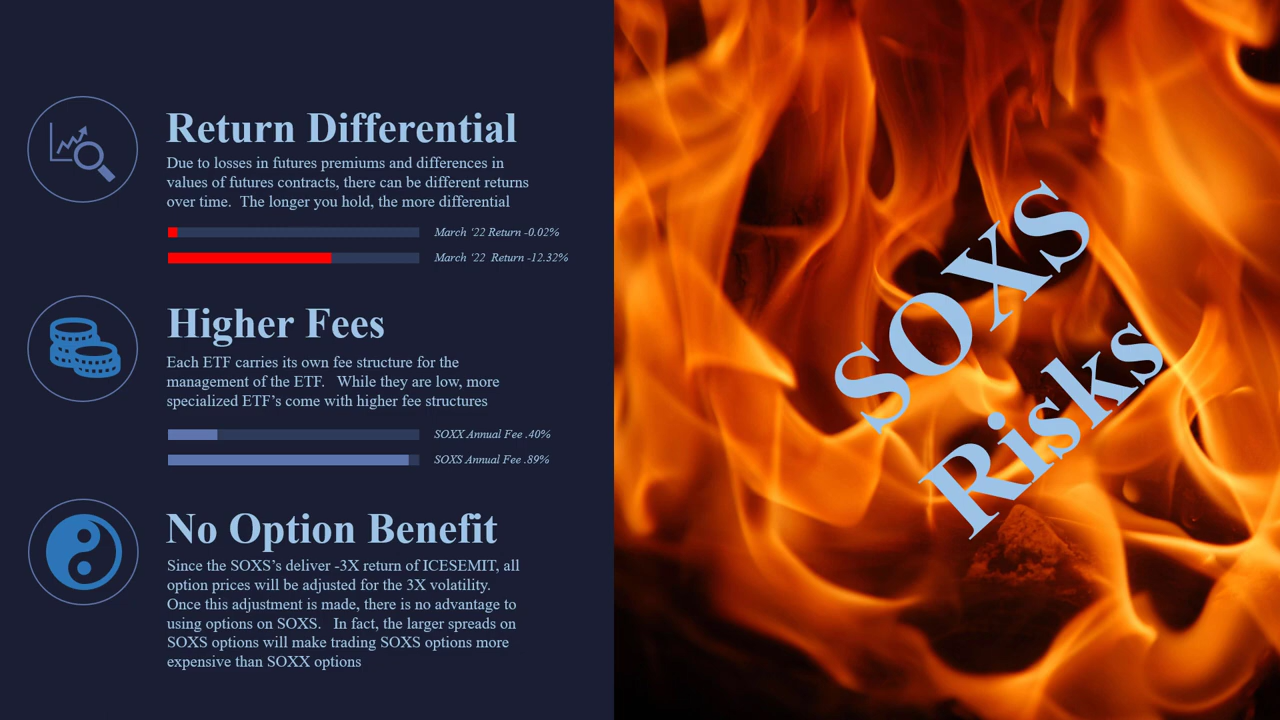 Return Differential
Due to losses in futures premiums and differences in
values of futures contracts, there can be different returns
over time.  The longer you hold, the more differential
March '22 Return -0.02%
March '22  Return -12.32%
Higher Fees
Each ETF carries its own fee structure for the
management of the ETF.   While they are low, more
specialized ETF's come with higher fee structures
SOXX Annual Fee .40%
SOXS Annual Fee .89%
No Option Benefit
Since the SOXS's deliver -3X return of ICESEMIT, all
option prices will be adjusted for the 3X volatility.
Once this adjustment is made, there is no advantage to
using options on SOXS.   In fact, the larger spreads on
SOXS options will make trading SOXS options more
expensive than SOXX options
SOXS
Risks